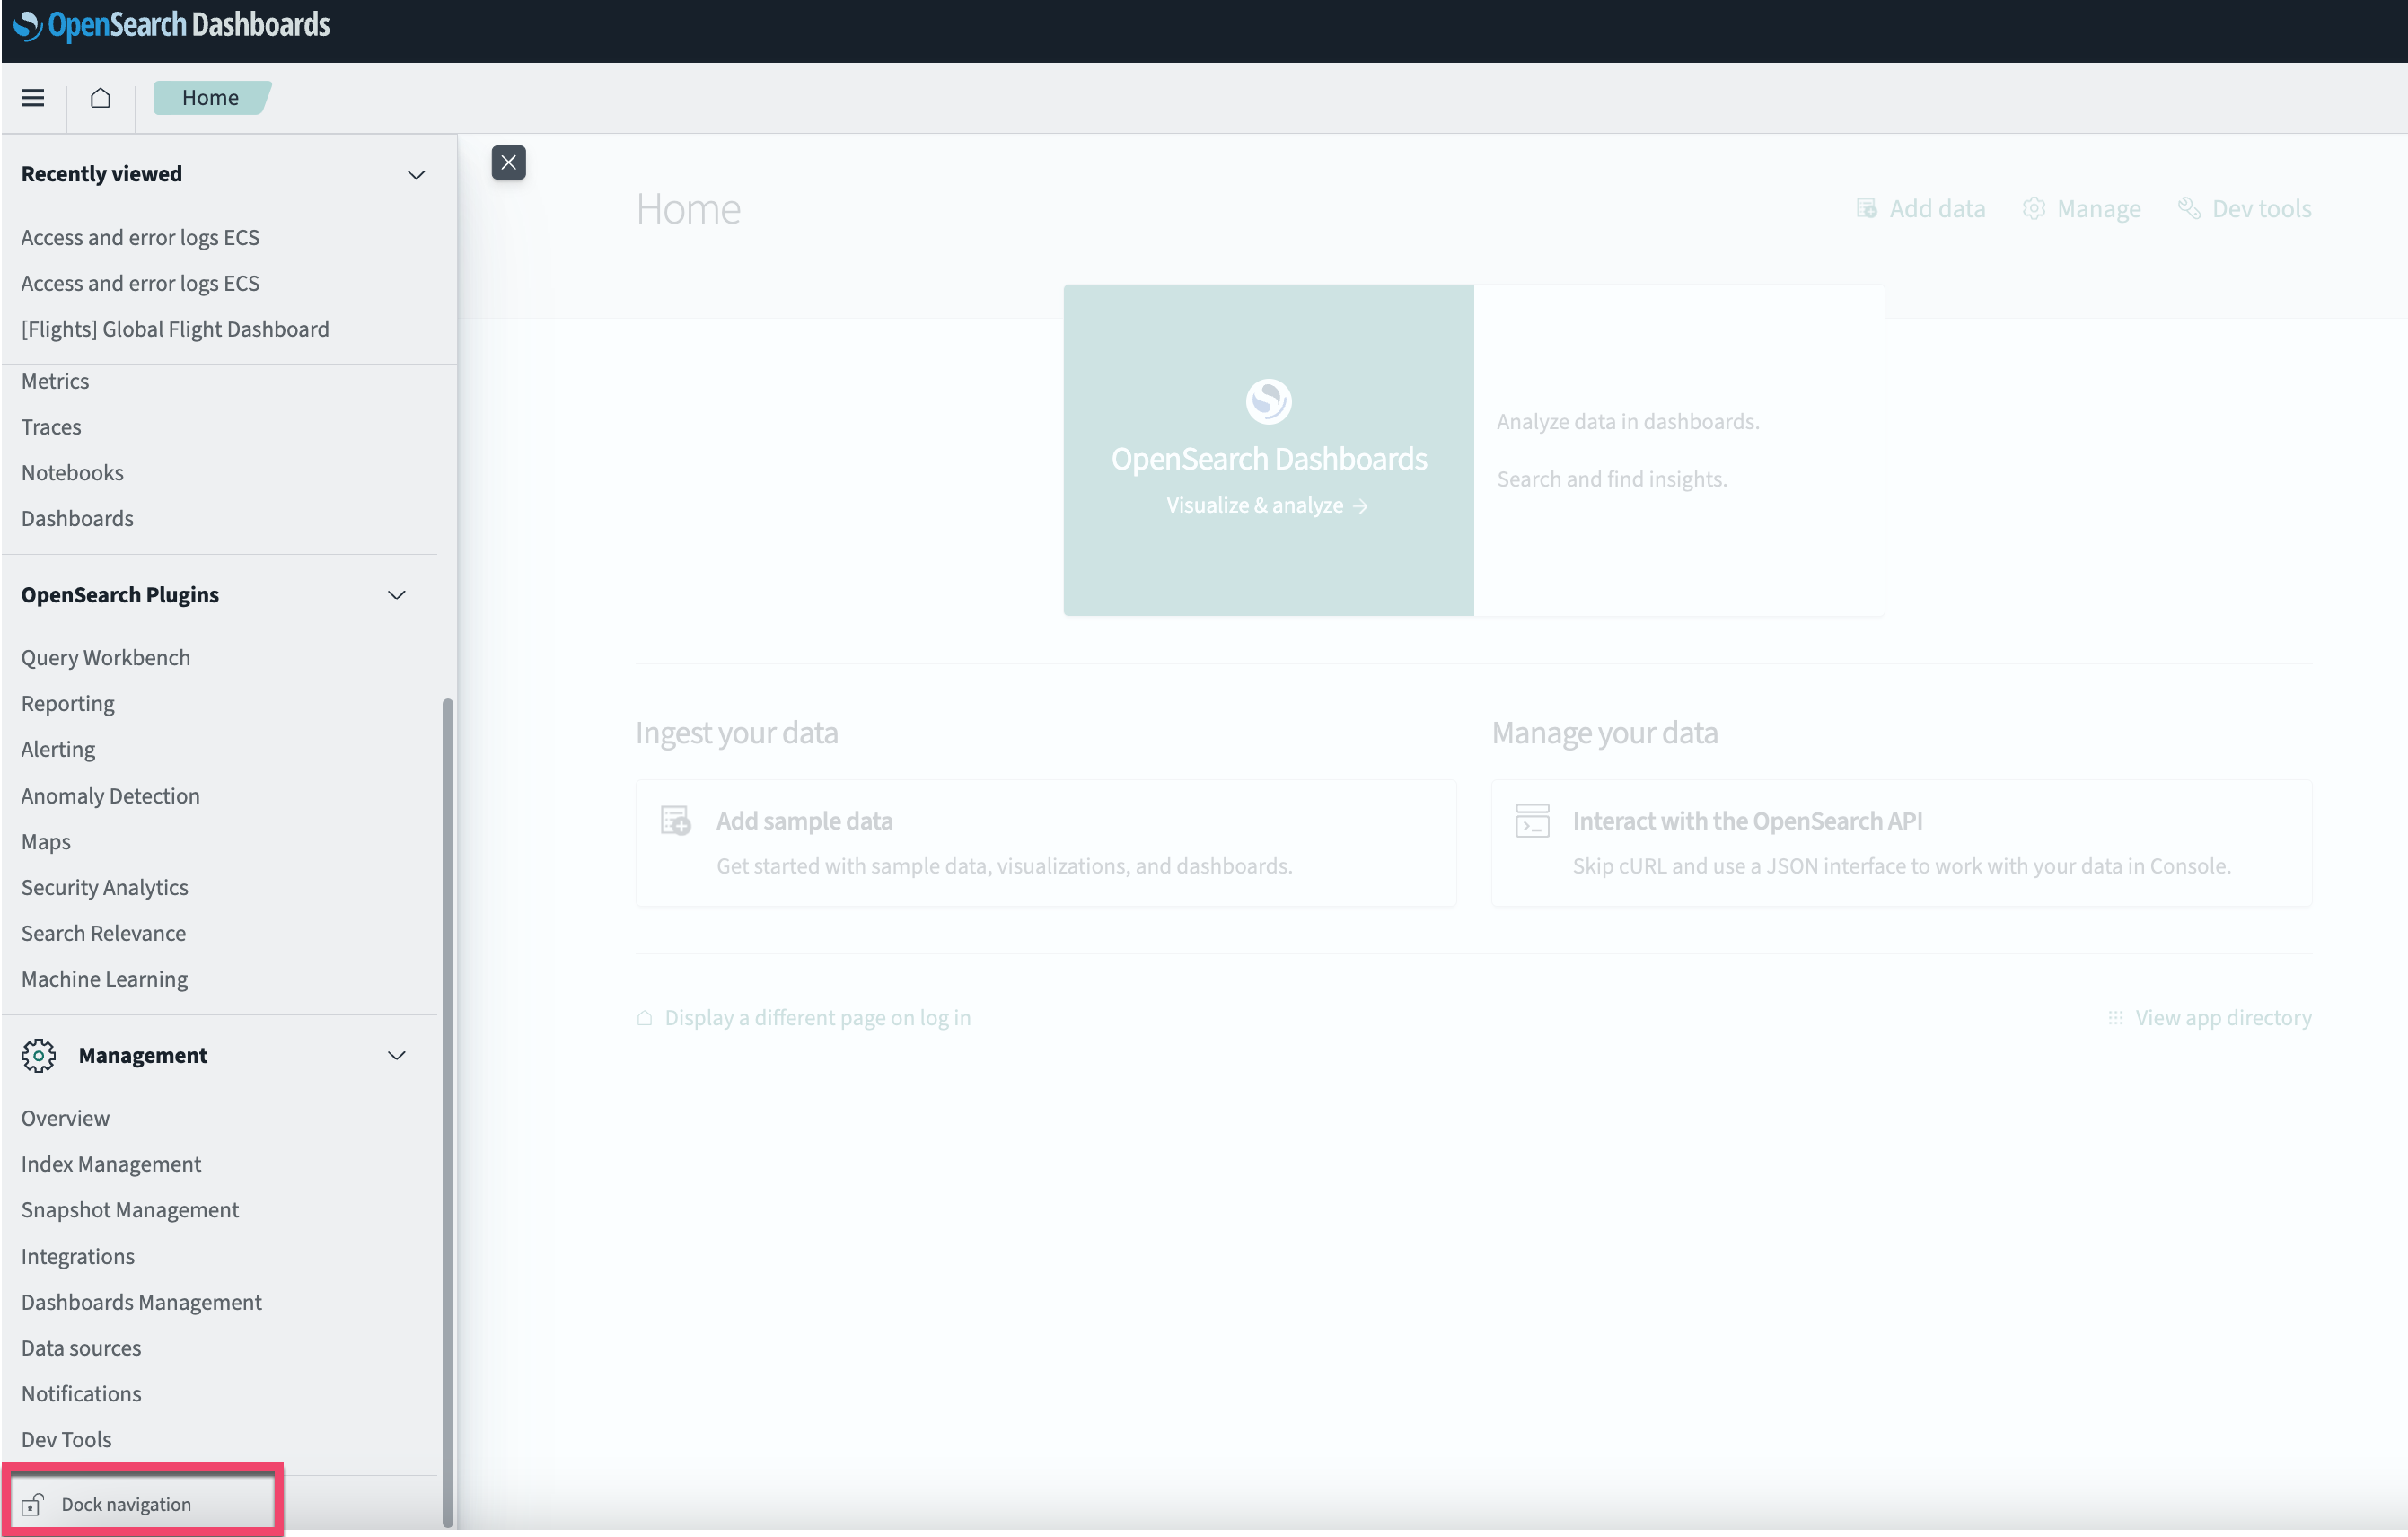 OpenSearch Dashboards
Home
Recently viewed
Access and error logs ECS
Access and error logs ECS
[Flights] Global Flight Dashboard
Metrics
Traces
Notebooks
Dashboards
OpenSearch Plugins
Query Workbench
Reporting
Alerting
Anomaly Detection
Maps
Security Analytics
Search Relevance
Machine Learning
Management
Overview
Index Management
Snapshot Management
Integrations
Dashboards Management
Data sources
Notifications
Dev Tools
Dock navigation
Home
Add data
Manage
Dev tools
OpenSearch Dashboards
Visualize & analyze
Analyze data in dashboards.
Search and find insights.
Ingest your data
Add sample data
Get started with sample data, visualizations, and dashboards.
Manage your data
Interact with the OpenSearch API
Skip cURL and use a JSON interface to work with your data in Console.
Display a different page on log in
View app directory